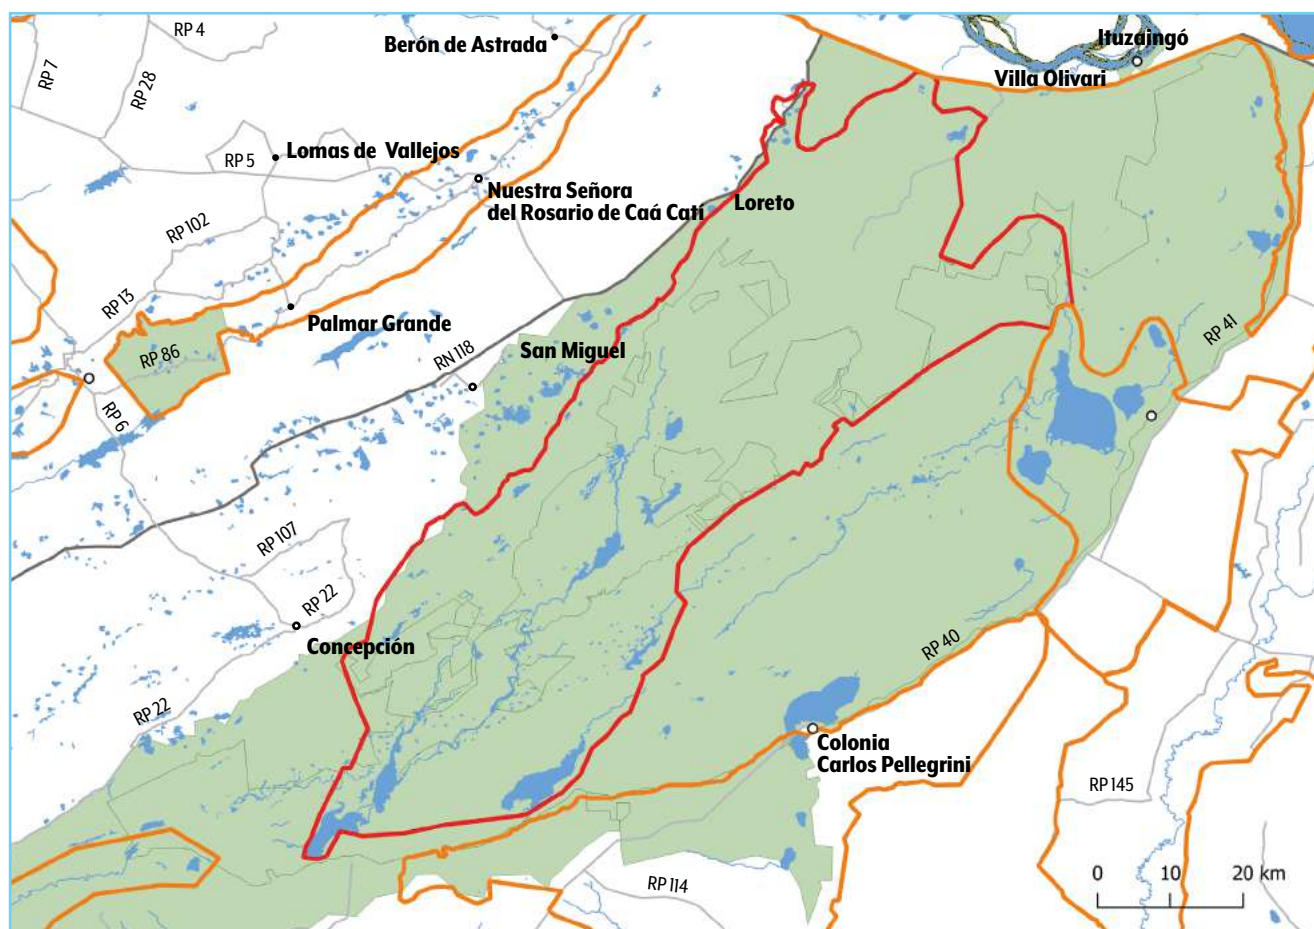 RP 4
Berón de Astrada
Ituzaingó
RP 7
RP 28
Villa Olivari
RP 5
Lomas de Vallejos
Nuestra Señora
del Rosario de Caá Catí
Loreto
RP 102
RP 13
Palmar Grande
RP 86
RN 118
San Miguel
RP 41
RP 6
RP 107
RP 22
Concepción
RP 40
RP 22
Colonia
Carlos Pellegrini
RP 145
RP 114
0 10 20 km